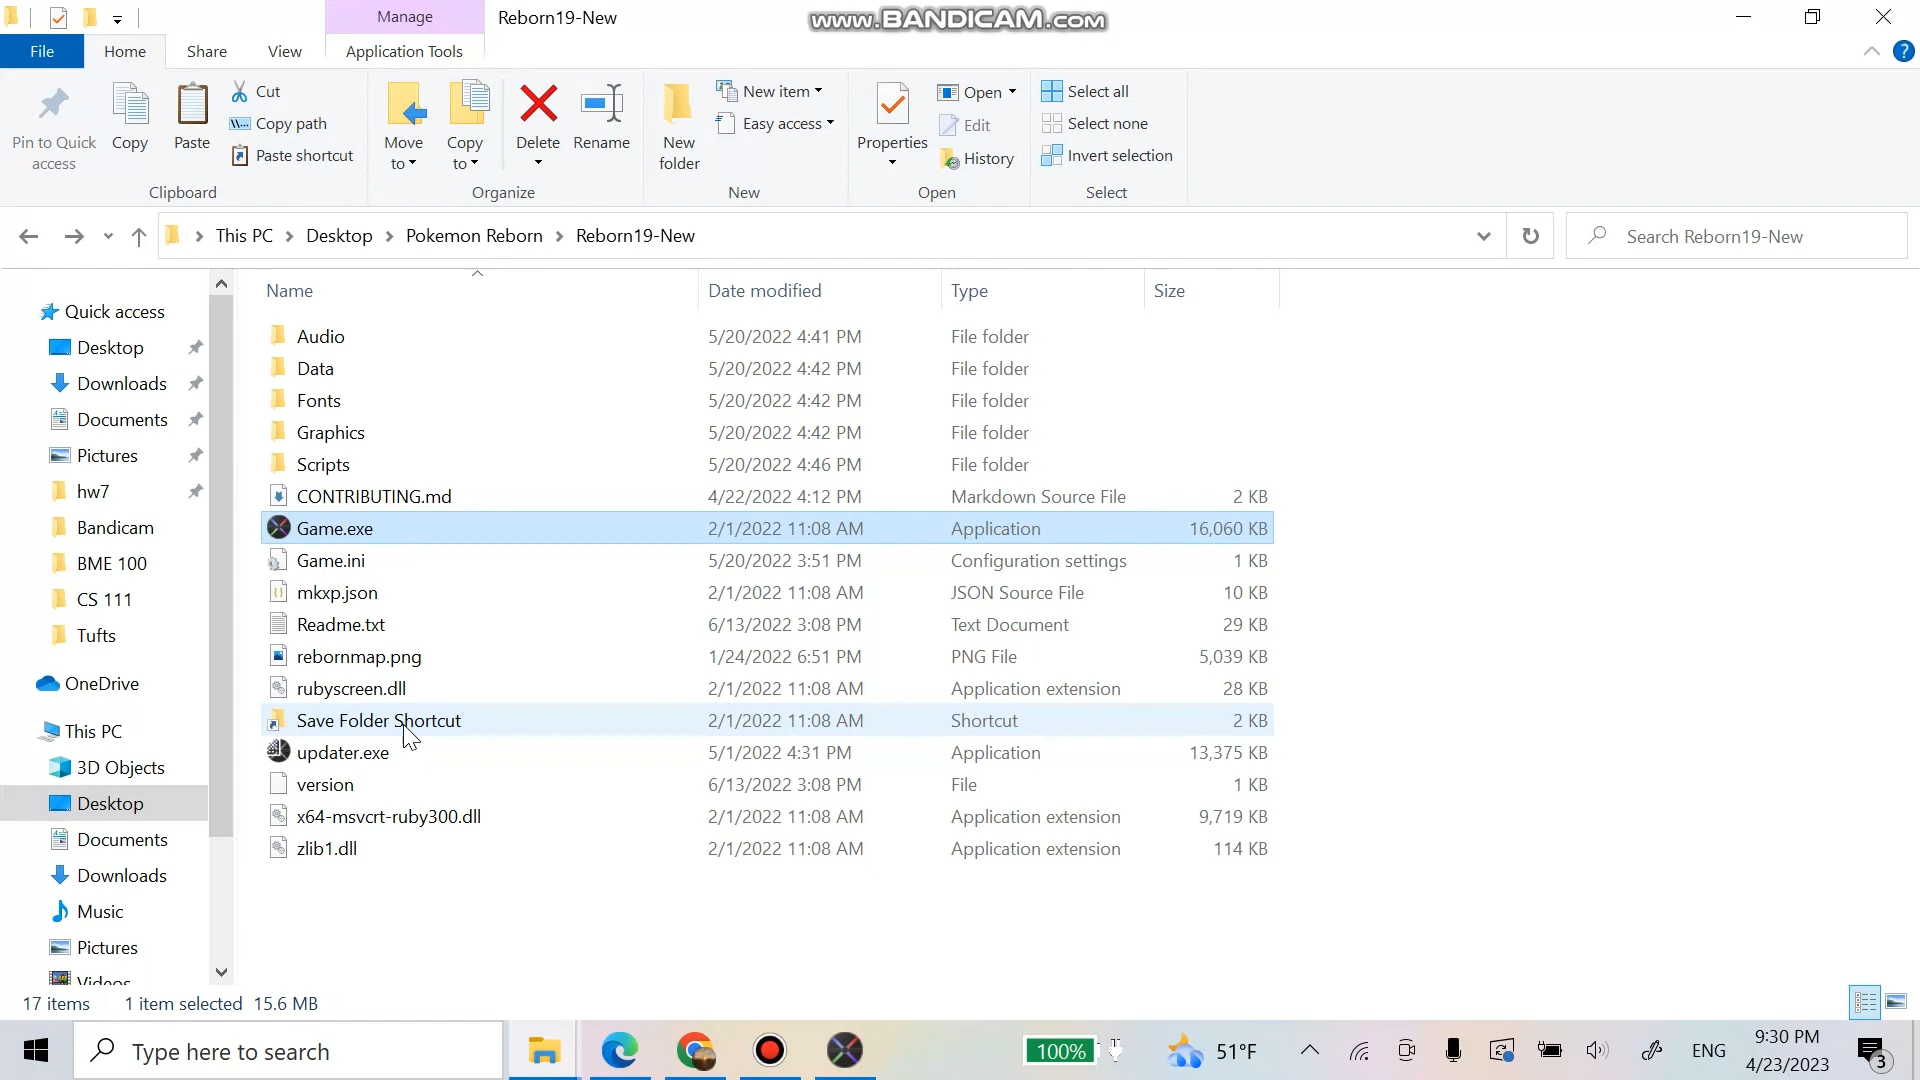 Manage
Reborn19-New
www.BANDICAM.com
File
Home
Share
View
Application Tools
?
Pin to Quick access
Copy
Paste
Cut
Copy path
Paste shortcut
Clipboard
Move to
Copy to
Delete
Rename
Organize
New folder
New item
Easy access
New
Properties
Open
Edit
History
Open
Select all
Select none
Invert selection
Select
This PC > Desktop > Pokemon Reborn > Reborn19-New
Search Reborn19-New
Quick access
Desktop
Downloads
Documents
Pictures
hw7
Bandicam
BME 100
CS 111
Tufts
OneDrive
This PC
3D Objects
Desktop
Documents
Downloads
Music
Pictures
Videos
Name Date modified Type Size
Audio 5/20/2022 4:41 PM File folder
Data 5/20/2022 4:42 PM File folder
Fonts 5/20/2022 4:42 PM File folder
Graphics 5/20/2022 4:42 PM File folder
Scripts 5/20/2022 4:46 PM File folder
CONTRIBUTING.md 4/22/2022 4:12 PM Markdown Source File 2 KB
Game.exe 2/1/2022 11:08 AM Application 16,060 KB
Game.ini 5/20/2022 3:51 PM Configuration settings 1 KB
mkxp.json 2/1/2022 11:08 AM JSON Source File 10 KB
Readme.txt 6/13/2022 3:08 PM Text Document 29 KB
rebornmap.png 1/24/2022 6:51 PM PNG File 5,039 KB
rubyscreen.dll 2/1/2022 11:08 AM Application extension 28 KB
Save Folder Shortcut 2/1/2022 11:08 AM Shortcut 2 KB
updater.exe 5/1/2022 4:31 PM Application 13,375 KB
version 6/13/2022 3:08 PM File 1 KB
x64-msvcrt-ruby300.dll 2/1/2022 11:08 AM Application extension 9,719 KB
zlib1.dll 2/1/2022 11:08 AM Application extension 114 KB
17 items 1 item selected 15.6 MB
Type here to search
100%
51°F
ENG
9:30 PM
4/23/2023
3